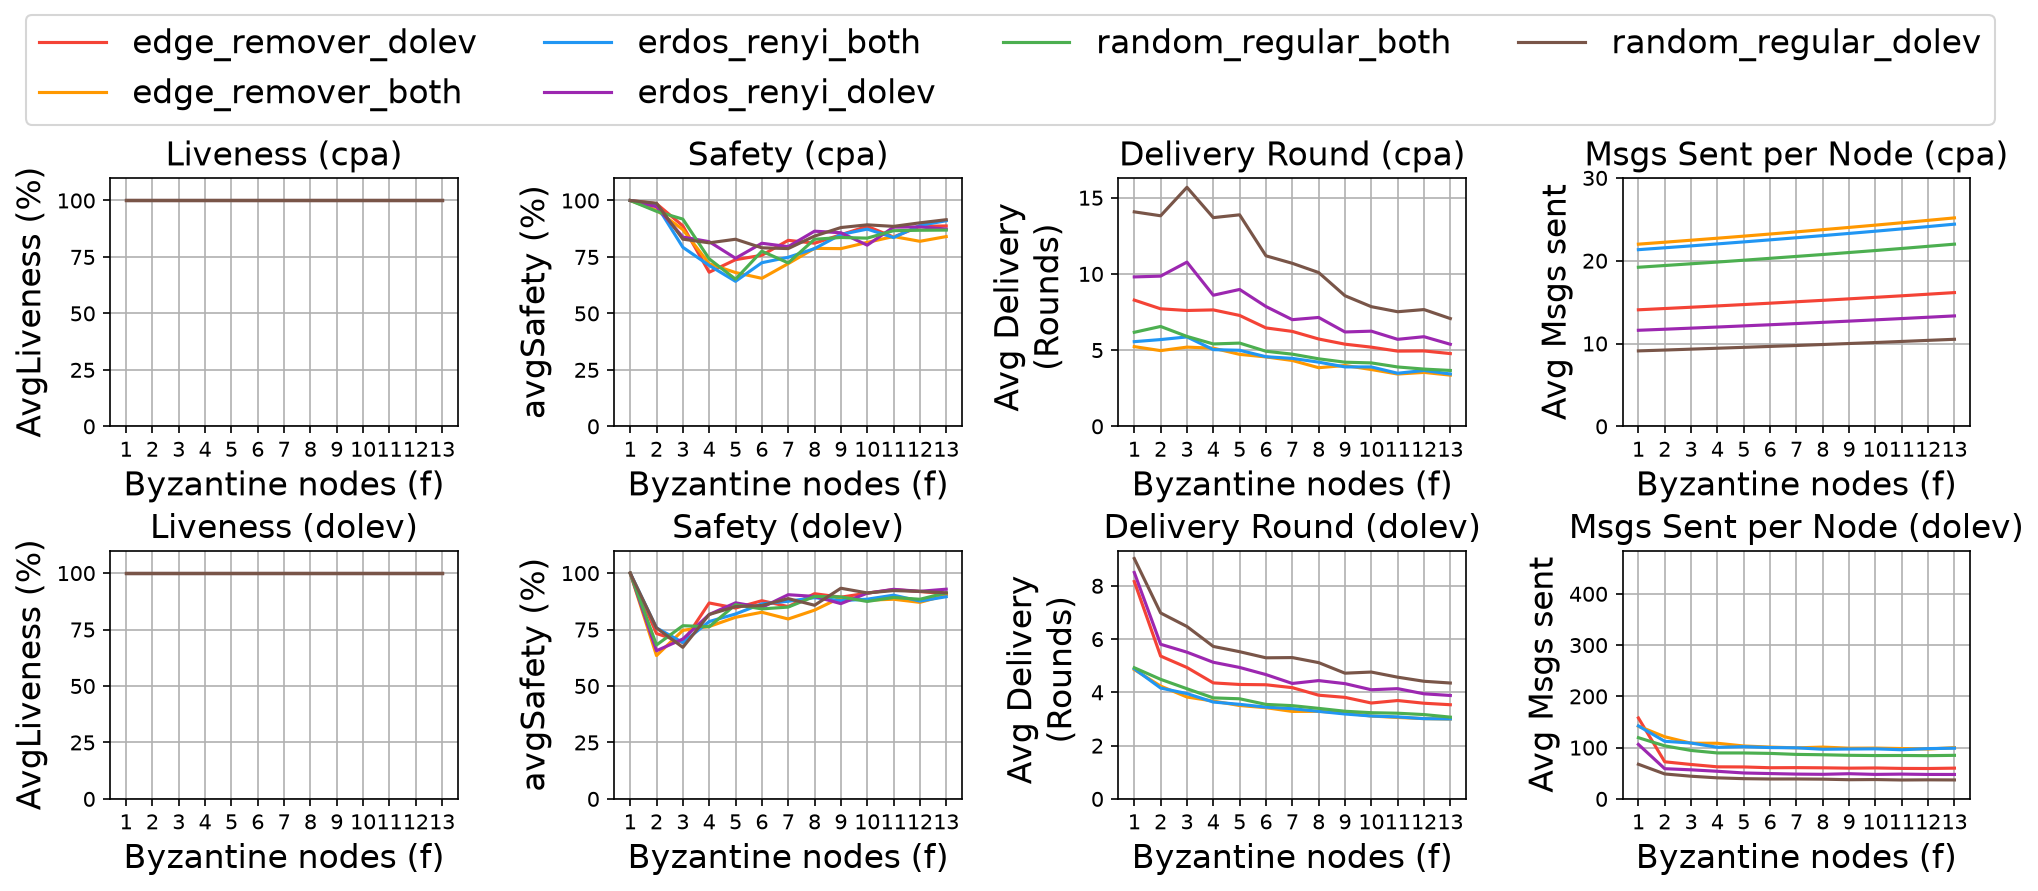 edge_remover_dolev erdos_renyi_both random_regular_both random_regular_dolev
edge_remover_both erdos_renyi_dolev
Liveness (cpa)
AvgLiveness (%)
100
75
50
25
0
1 2 3 4 5 6 7 8 9 10 11 12 13
Byzantine nodes (f)
Safety (cpa)
avgSafety (%)
100
75
50
25
0
1 2 3 4 5 6 7 8 9 10 11 12 13
Byzantine nodes (f)
Delivery Round (cpa)
Avg Delivery
(Rounds)
15
10
5
0
1 2 3 4 5 6 7 8 9 10 11 12 13
Byzantine nodes (f)
Msgs Sent per Node (cpa)
Avg Msgs sent
30
20
10
0
1 2 3 4 5 6 7 8 9 10 11 12 13
Byzantine nodes (f)
Liveness (dolev)
AvgLiveness (%)
100
75
50
25
0
1 2 3 4 5 6 7 8 9 10 11 12 13
Byzantine nodes (f)
Safety (dolev)
avgSafety (%)
100
75
50
25
0
1 2 3 4 5 6 7 8 9 10 11 12 13
Byzantine nodes (f)
Delivery Round (dolev)
Avg Delivery
(Rounds)
8
6
4
2
0
1 2 3 4 5 6 7 8 9 10 11 12 13
Byzantine nodes (f)
Msgs Sent per Node (dolev)
Avg Msgs sent
400
300
200
100
0
1 2 3 4 5 6 7 8 9 10 11 12 13
Byzantine nodes (f)